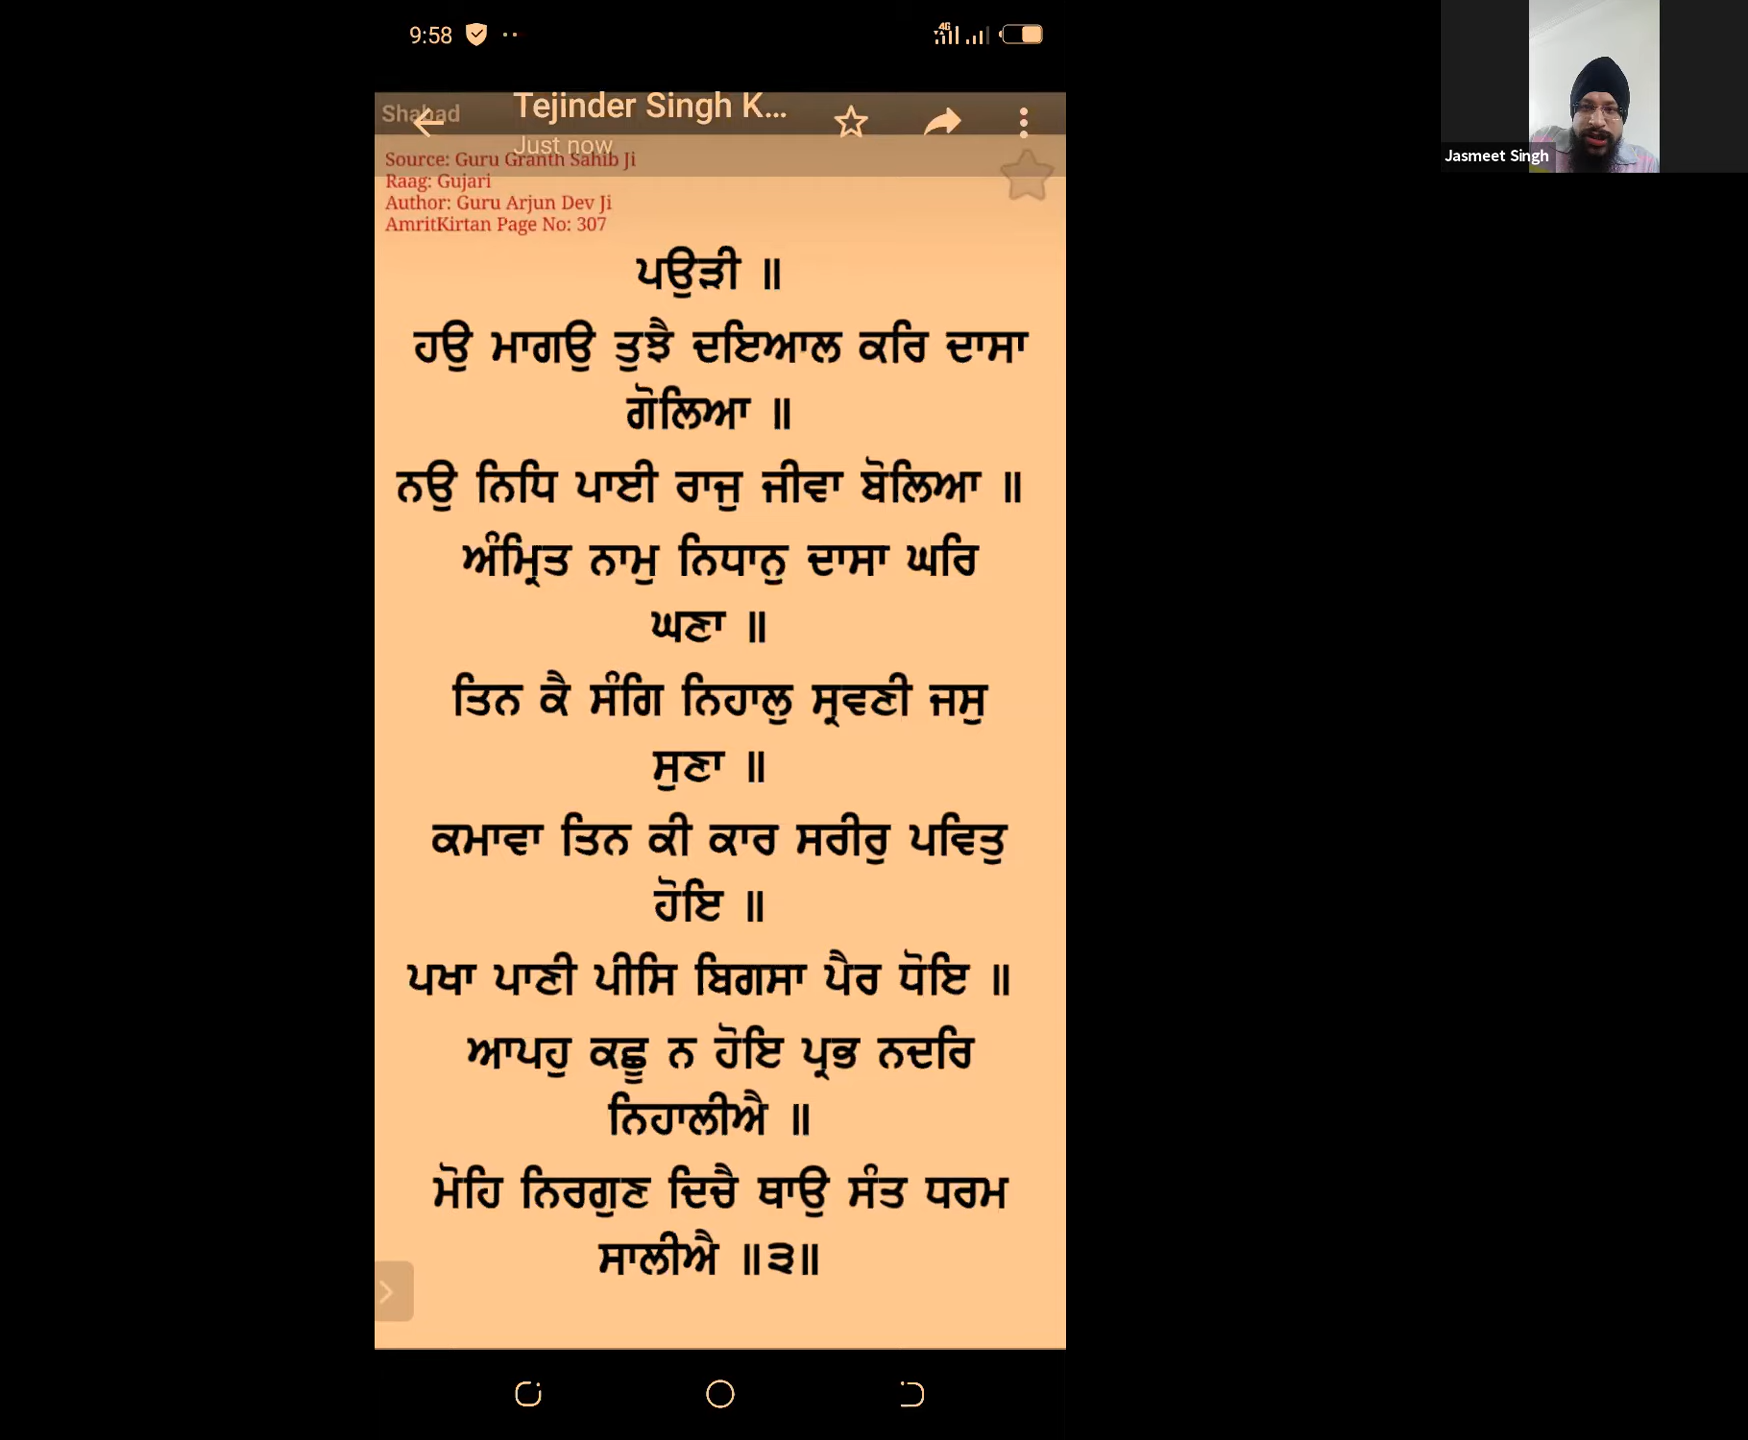 9:58
4G
Shabad
Tejinder Singh K...
Just now
Source: Guru Granth Sahib Ji
Raag: Gujari
Author: Guru Arjun Dev Ji
AmritKirtan Page No: 307
ਪਉੜੀ ॥
ਹਉ ਮਾਗਉ ਤੁਝੈ ਦਇਆਲ ਕਰਿ ਦਾਸਾ
ਗੋਲਿਆ ॥
ਨਉ ਨਿਧਿ ਪਾਈ ਰਾਜੁ ਜੀਵਾ ਬੋਲਿਆ ॥
ਅੰਮ੍ਰਿਤ ਨਾਮੁ ਨਿਧਾਨੁ ਦਾਸਾ ਘਰਿ
ਘਣਾ ॥
ਤਿਨ ਕੈ ਸੰਗਿ ਨਿਹਾਲੁ ਸ੍ਰਵਣੀ ਜਸੁ
ਸੁਣਾ ॥
ਕਮਾਵਾ ਤਿਨ ਕੀ ਕਾਰ ਸਰੀਰੁ ਪਵਿਤੁ
ਹੋਇ ॥
ਪਖਾ ਪਾਣੀ ਪੀਸਿ ਬਿਗਸਾ ਪੈਰ ਧੋਇ ॥
ਆਪਹੁ ਕਛੂ ਨ ਹੋਇ ਪ੍ਰਭ ਨਦਰਿ
ਨਿਹਾਲੀਐ ॥
ਮੋਹਿ ਨਿਰਗੁਣ ਦਿਚੈ ਥਾਉ ਸੰਤ ਧਰਮ
ਸਾਲੀਐ ॥੩॥
Jasmeet Singh